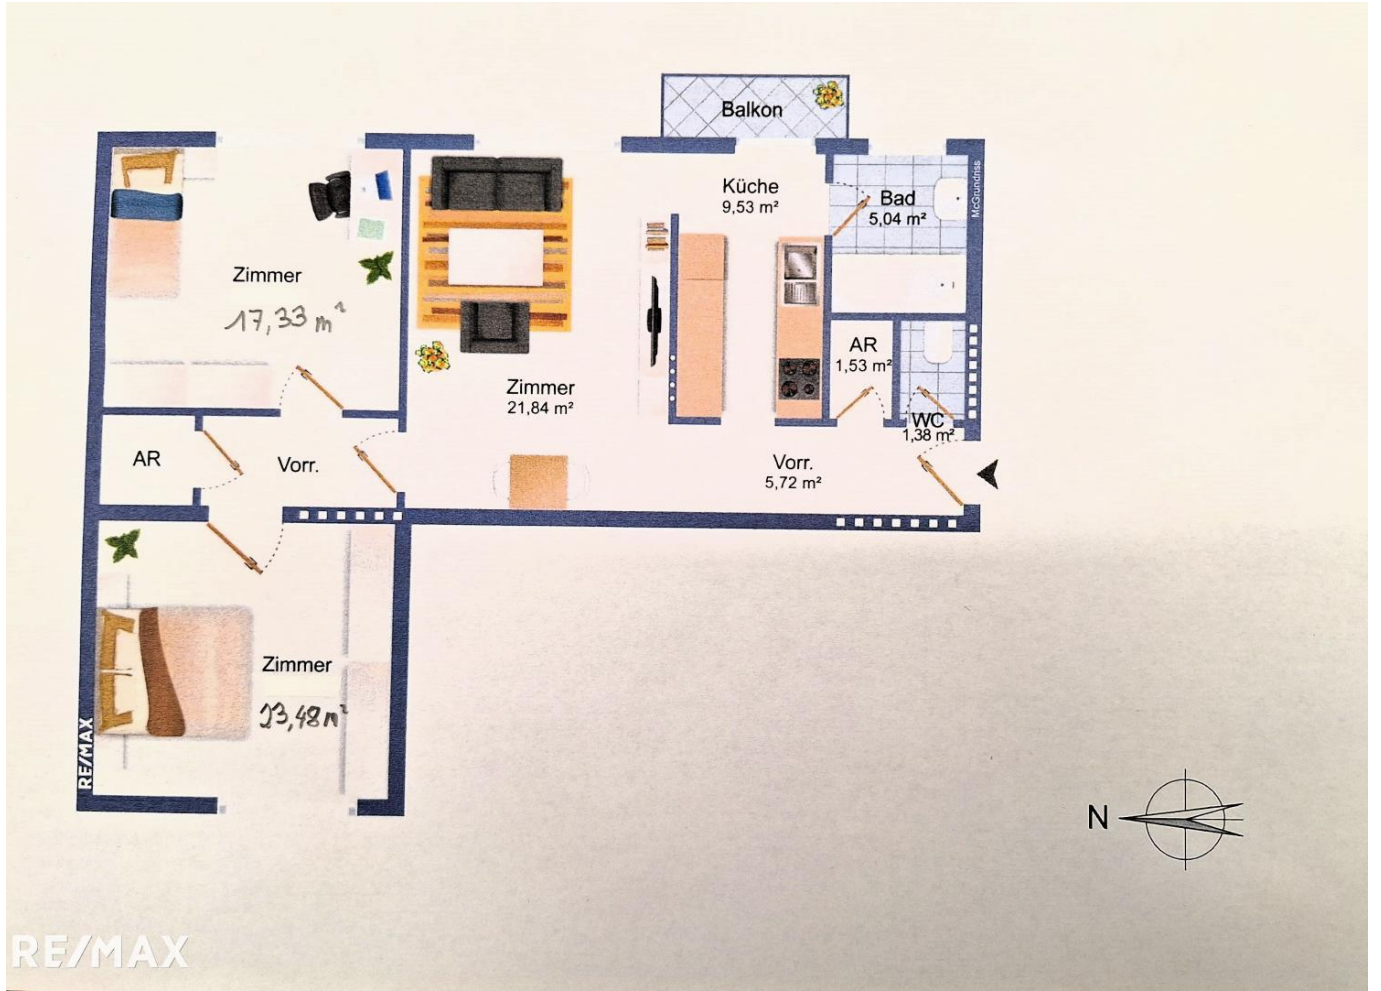 Balkon
McGrundriss
Küche
9,53 m²
Bad
5,04 m²
Zimmer
17,33 m²
AR
1,53 m²
Zimmer
21,84 m²
WC
1,38 m²
AR
Vorr.
Vorr.
5,72 m²
Zimmer
23,48 m²
RE/MAX
N
RE/MAX